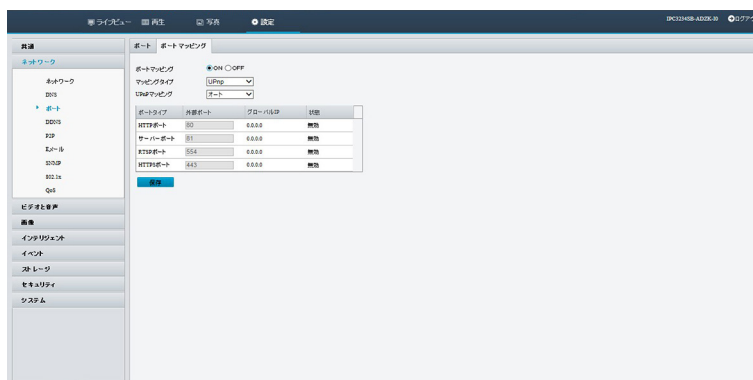 ライブビュー 再生 写真 設定 IPC3234SB-ADZK-I0 ログアウ
共通
ネットワーク
ネットワーク
DNS
ポート
DDNS
P2P
Eメール
SNMP
802.1x
QoS
ビデオと音声
画像
インテリジェント
イベント
ストレージ
セキュリティ
システム
ポート ポートマッピング
ポートマッピング ON OFF
マッピングタイプ UPnp
UPnPマッピング オート
ポートタイプ 外部ポート グローバルIP 状態
HTTPポート 80 0.0.0.0 無効
サーバーポート 81 0.0.0.0 無効
RTSPポート 554 0.0.0.0 無効
HTTPSポート 443 0.0.0.0 無効
保存